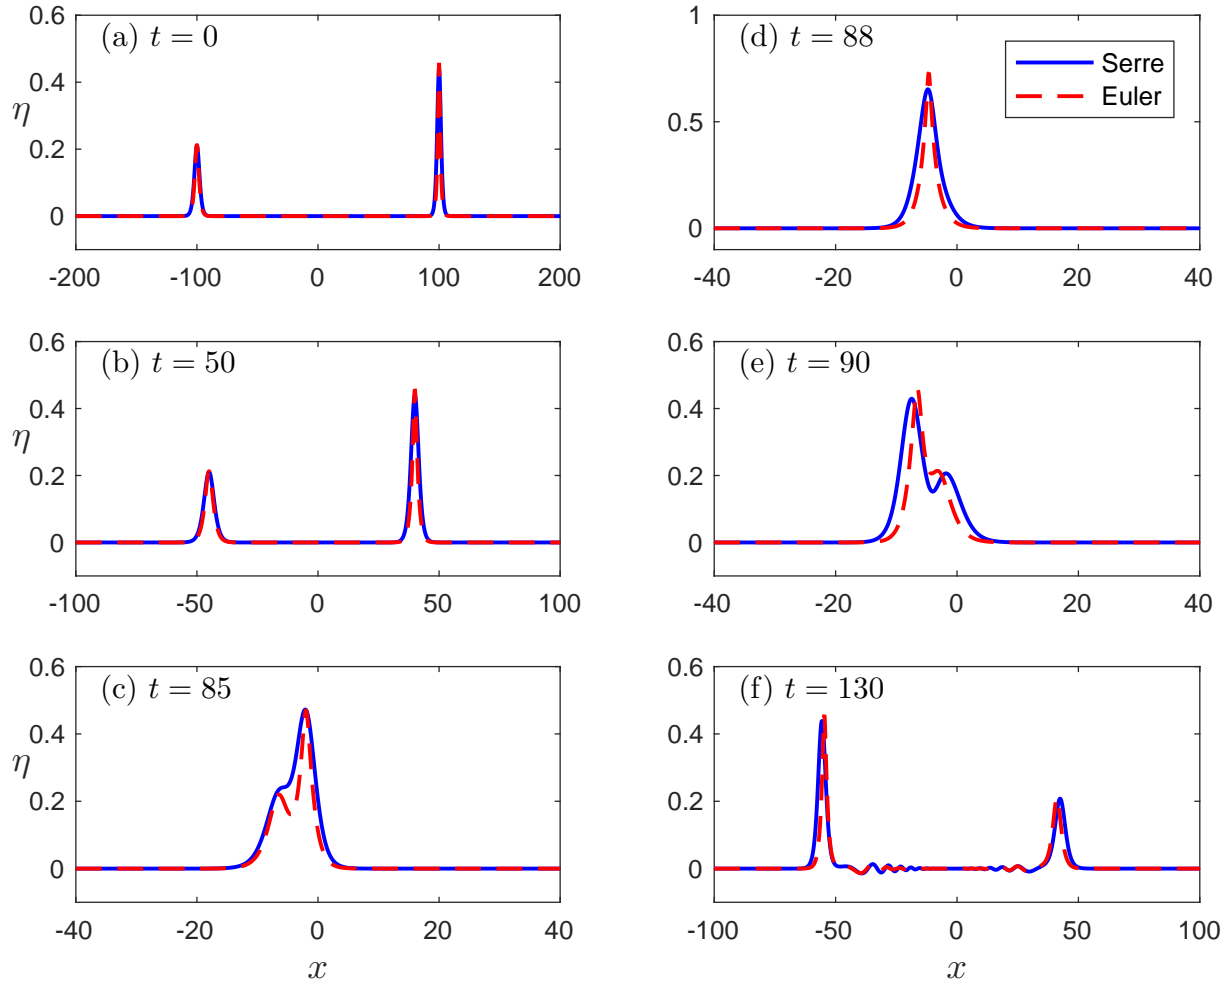 (a) t = 0
0.6
0.4
0.2
0
η
-200 -100 0 100 200
(d) t = 88
1
0.5
0
Serre
Euler
-40 -20 0 20 40
(b) t = 50
0.6
0.4
0.2
0
η
-100 -50 0 50 100
(e) t = 90
0.6
0.4
0.2
0
-40 -20 0 20 40
(c) t = 85
0.6
0.4
0.2
0
η
-40 -20 0 20 40
x
(f) t = 130
0.6
0.4
0.2
0
-100 -50 0 50 100
x